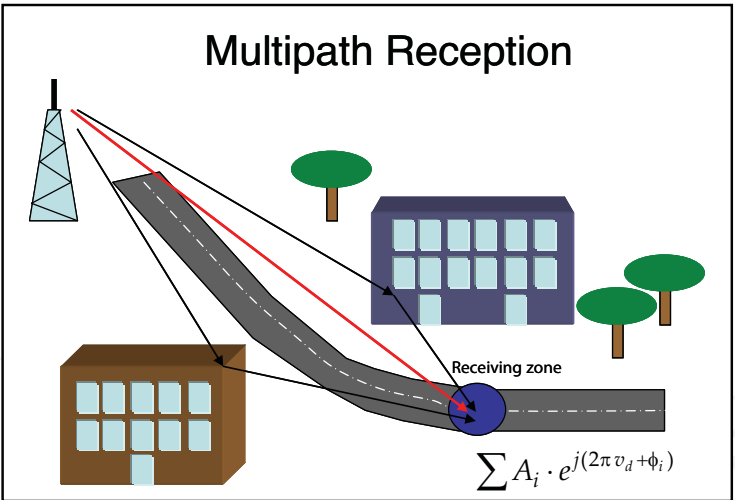 Multipath Reception
Receiving zone
∑ A_i · e^{j(2π v_d + ϕ_i)}